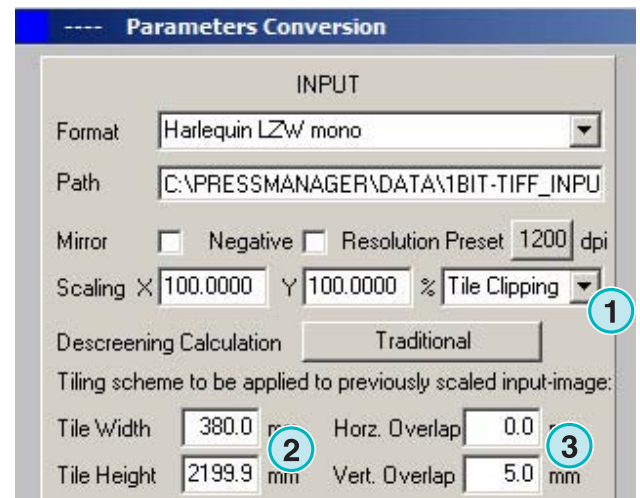 ---- Parameters Conversion
INPUT
Format Harlequin LZW mono
Path C:\PRESSMANAGER\DATA\1BIT-TIFF_INPU
Mirror Negative Resolution Preset 1200 dpi
Scaling X 100.0000 Y 100.0000 % Tile Clipping
1
Descreening Calculation Traditional
Tiling scheme to be applied to previously scaled input-image:
Tile Width 380.0 2 Horz. Overlap 0.0 3
Tile Height 2199.9 mm Vert. Overlap 5.0 mm